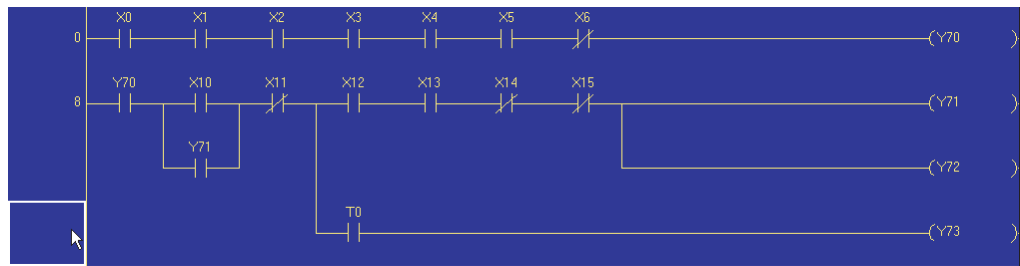 X0 X1 X2 X3 X4 X5 X6
0 (Y70 )
Y70 X10 X11 X12 X13 X14 X15
8 (Y71 )
Y71
(Y72 )
T0
(Y73 )